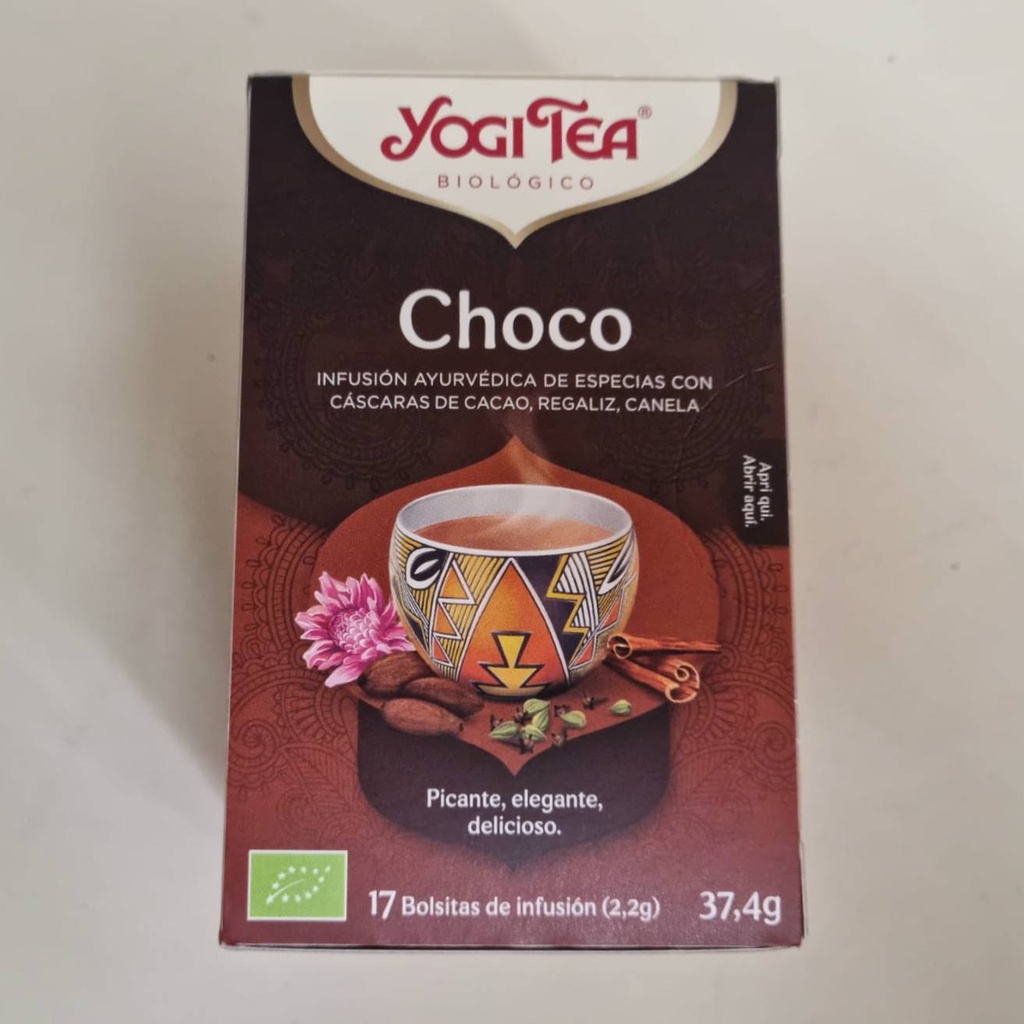 YOGI TEA®
BIOLÓGICO
Choco
INFUSIÓN AYURVÉDICA DE ESPECIAS CON
CÁSCARAS DE CACAO, REGALIZ, CANELA
Apri qui.
Abrir aquí.
Picante, elegante,
delicioso.
17 Bolsitas de infusión (2,2g) 37,4g